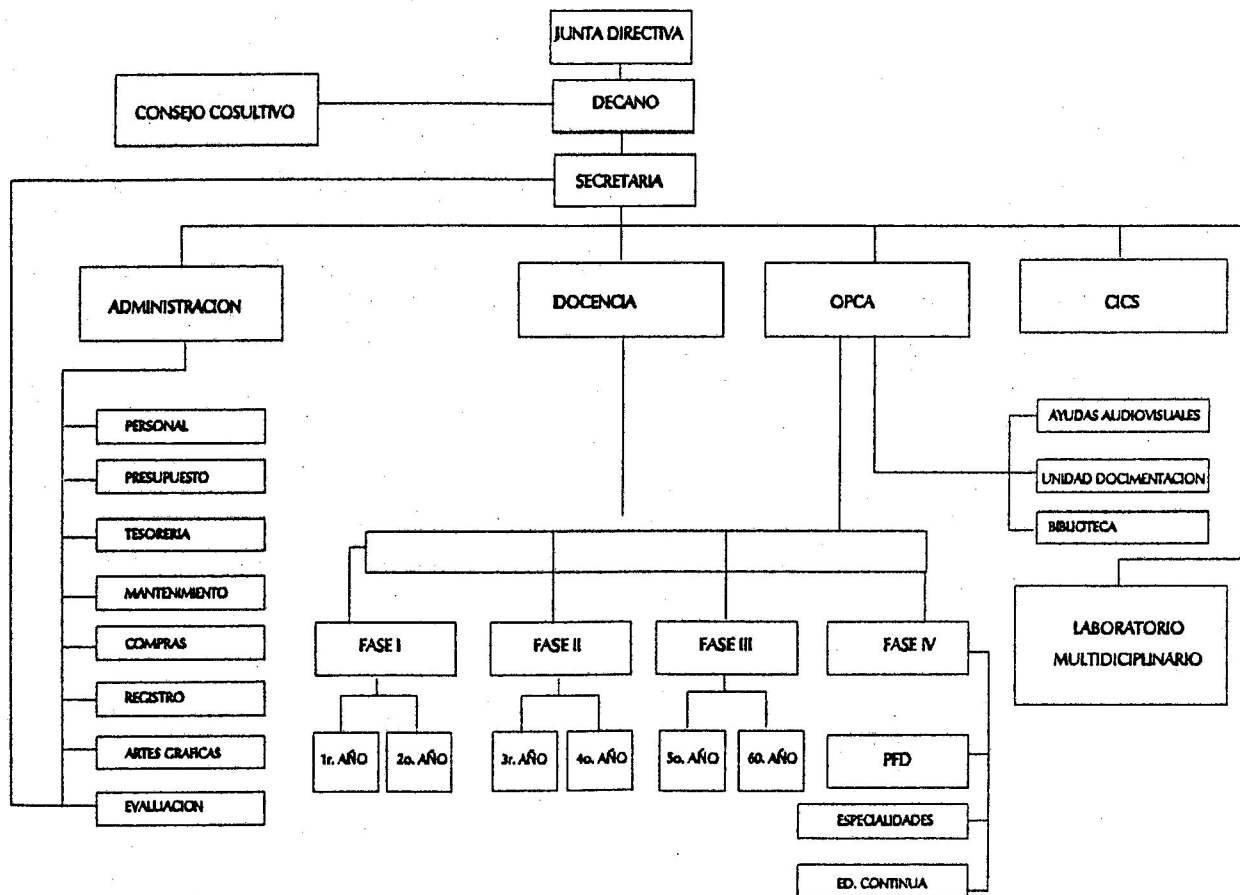 JUNTA DIRECTIVA
CONSEJO COSULTIVO
DECANO
SECRETARIA
ADMINISTRACION
DOCENCIA
OPCA
CICS
PERSONAL
PRESUPUESTO
TESORERIA
MANTENIMIENTO
COMPRAS
REGISTRO
ARTES GRAFICAS
EVALUACION
AYUDAS AUDIOVISUALES
UNIDAD DOCIMENTACION
BIBLIOTECA
LABORATORIO
MULTIDICIPLINARIO
FASE I
FASE II
FASE III
FASE IV
1r. AÑO
2o. AÑO
3r. AÑO
4o. AÑO
5o. AÑO
60. AÑO
PFD
ESPECIALIDADES
ED. CONTINUA